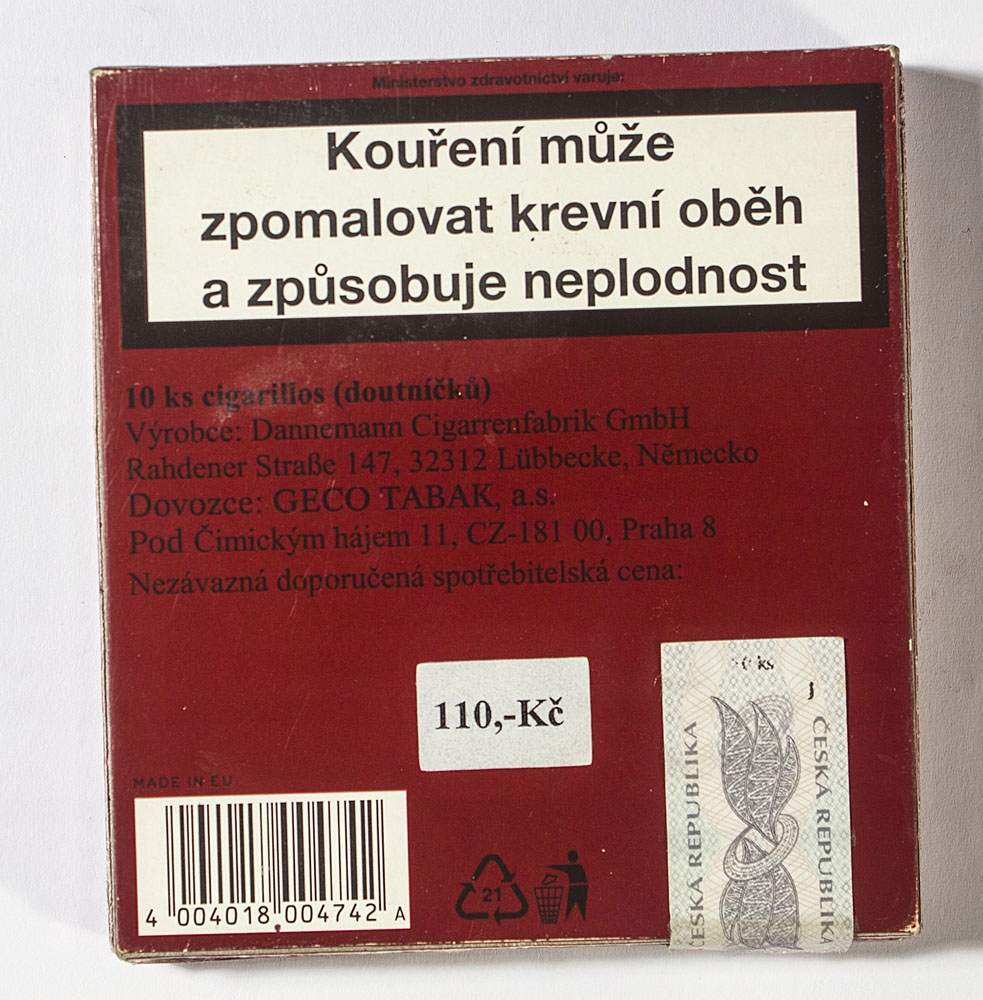 Ministerstvo zdravotnictví varuje:
Kouření může
zpomalovat krevní oběh
a způsobuje neplodnost
10 ks cigarillos (doutníčků)
Výrobce: Dannemann Cigarrenfabrik GmbH
Rahdener Straße 147, 32312 Lübbecke, Německo
Dovozce: GECO TABAK, a.s.
Pod Čimickým hájem 11, CZ-181 00, Praha 8
Nezávazná doporučená spotřebitelská cena:
110,-Kč
ks
J
ČESKÁ REPUBLIKA
ČESKÁ REPUBLIKA
MADE IN EU
4 004018 004742 A
21